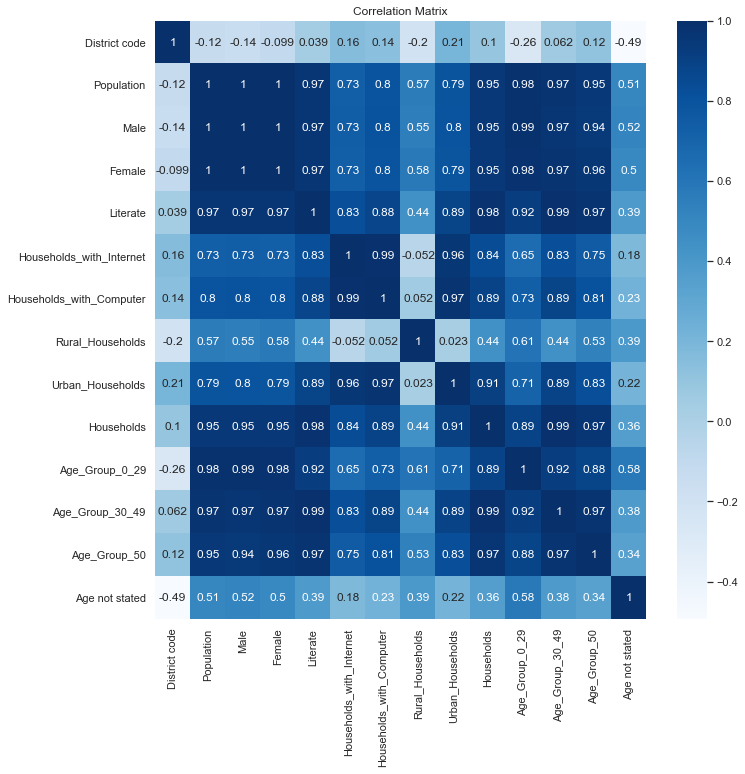 Correlation Matrix
District code 1 -0.12 -0.14 -0.099 0.039 0.16 0.14 -0.2 0.21 0.1 -0.26 0.062 0.12 -0.49
Population -0.12 1 1 1 0.97 0.73 0.8 0.57 0.79 0.95 0.98 0.97 0.95 0.51
Male -0.14 1 1 1 0.97 0.73 0.8 0.55 0.8 0.95 0.99 0.97 0.94 0.52
Female -0.099 1 1 1 0.97 0.73 0.8 0.58 0.79 0.95 0.98 0.97 0.96 0.5
Literate 0.039 0.97 0.97 0.97 1 0.83 0.88 0.44 0.89 0.98 0.92 0.99 0.97 0.39
Households_with_Internet 0.16 0.73 0.73 0.73 0.83 1 0.99 -0.052 0.96 0.84 0.65 0.83 0.75 0.18
Households_with_Computer 0.14 0.8 0.8 0.8 0.88 0.99 1 0.052 0.97 0.89 0.73 0.89 0.81 0.23
Rural_Households -0.2 0.57 0.55 0.58 0.44 -0.052 0.052 1 0.023 0.44 0.61 0.44 0.53 0.39
Urban_Households 0.21 0.79 0.8 0.79 0.89 0.96 0.97 0.023 1 0.91 0.71 0.89 0.83 0.22
Households 0.1 0.95 0.95 0.95 0.98 0.84 0.89 0.44 0.91 1 0.89 0.99 0.97 0.36
Age_Group_0_29 -0.26 0.98 0.99 0.98 0.92 0.65 0.73 0.61 0.71 0.89 1 0.92 0.88 0.58
Age_Group_30_49 0.062 0.97 0.97 0.97 0.99 0.83 0.89 0.44 0.89 0.99 0.92 1 0.97 0.38
Age_Group_50 0.12 0.95 0.94 0.96 0.97 0.75 0.81 0.53 0.83 0.97 0.88 0.97 1 0.34
Age not stated -0.49 0.51 0.52 0.5 0.39 0.18 0.23 0.39 0.22 0.36 0.58 0.38 0.34 1
District code
Population
Male
Female
Literate
Households_with_Internet
Households_with_Computer
Rural_Households
Urban_Households
Households
Age_Group_0_29
Age_Group_30_49
Age_Group_50
Age not stated
1.0
0.8
0.6
0.4
0.2
0.0
−0.2
−0.4